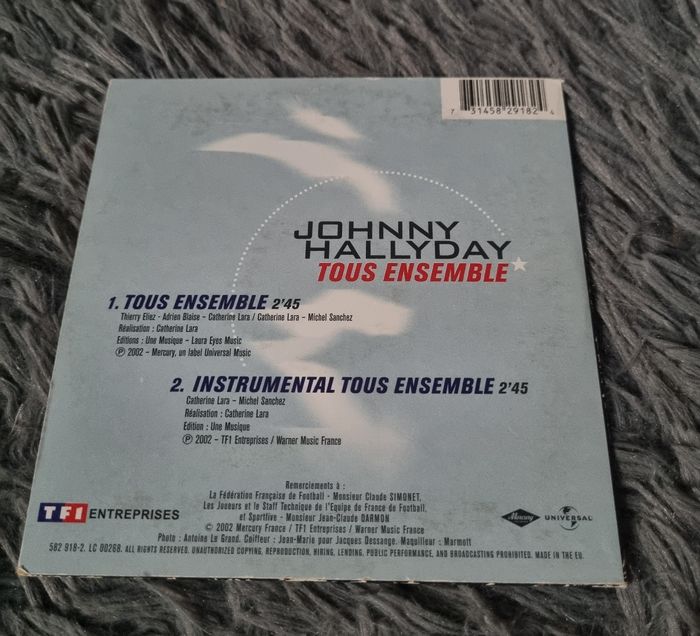 7 31458 29182 4
JOHNNY
HALLYDAY
TOUS ENSEMBLE
1. TOUS ENSEMBLE 2'45
Thierry Eliez - Adrien Blaise – Catherine Lara / Catherine Lara – Michel Sanchez
Réalisation : Catherine Lara
Editions : Une Musique – Laura Eyes Music
℗ 2002 – Mercury, un label Universal Music
2. INSTRUMENTAL TOUS ENSEMBLE 2'45
Catherine Lara – Michel Sanchez
Réalisation : Catherine Lara
Edition : Une Musique
℗ 2002 – TF1 Entreprises / Warner Music France
Remerciements à :
La Fédération Française de Football - Monsieur Claude SIMONET,
Les Joueurs et le Staff Technique de l'Equipe de France de Football,
et Sportfive - Monsieur Jean-Claude DARMON
© 2002 Mercury France / TF1 Entreprises / Warner Music France
Photo : Antoine Le Grand. Coiffeur : Jean-Marie pour Jacques Dessange. Maquilleur : Marmott
TF1 ENTREPRISES
Mercury UNIVERSAL
582 918-2. LC 00268. ALL RIGHTS RESERVED. UNAUTHORIZED COPYING, REPRODUCTION, HIRING, LENDING, PUBLIC PERFORMANCE, AND BROADCASTING PROHIBITED. MADE IN THE EU.